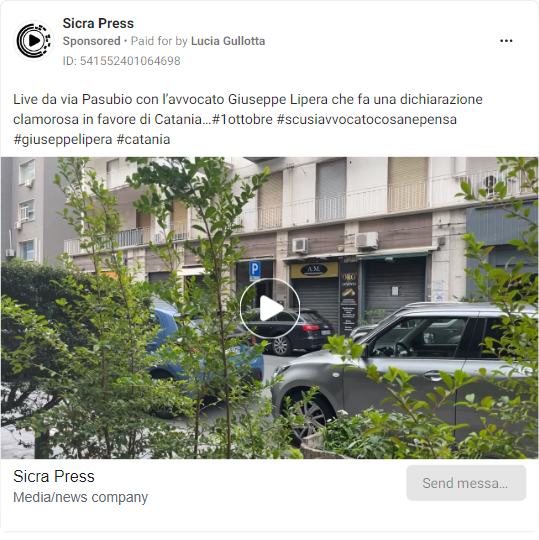 Sicra Press
Sponsored • Paid for by Lucia Gullotta
ID: 541552401064698
Live da via Pasubio con l'avvocato Giuseppe Lipera che fa una dichiarazione
clamorosa in favore di Catania...#1ottobre #scusiavvocatocosanepensa
#giuseppelipera #catania
P
A.M.
ORO
Sicra Press
Media/news company
Send messa...